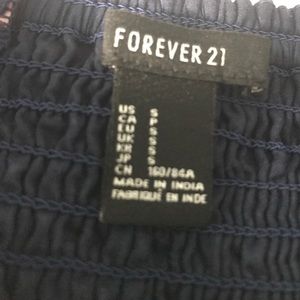 FOREVER 21
US S
CA P
EU S
UK S
KR S
JP S
CN 160/84A
MADE IN INDIA
FABRIQUÉ EN INDE